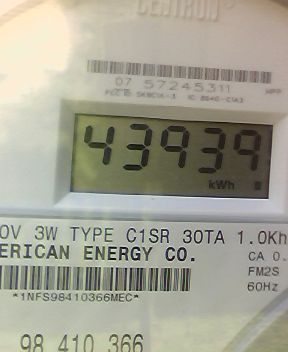 CENTRON
07 57245311
43939
kWh
0V 3W TYPE C1SR 30TA 1.0Kh
ERICAN ENERGY CO.
CA 0.
FM2S
*1NFS98410366MEC*
60Hz
98 410 366